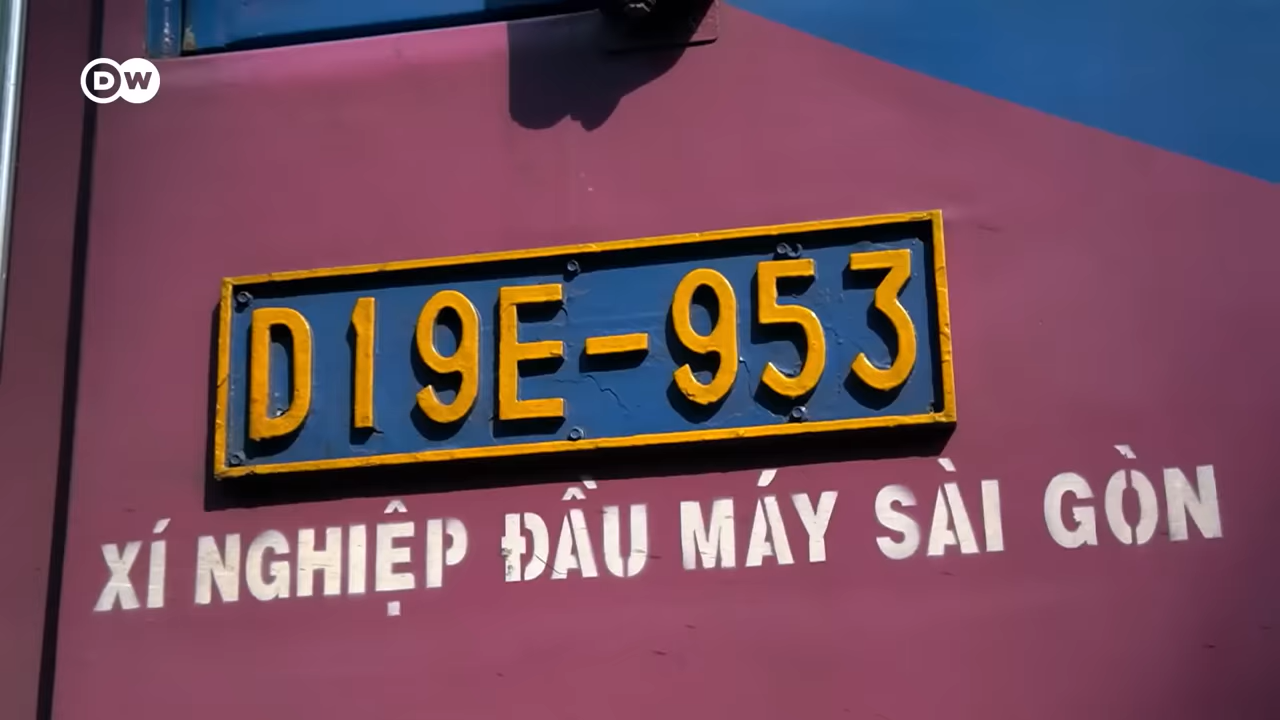 DW
D19E-953
XÍ NGHIỆP ĐẦU MÁY SÀI GÒN